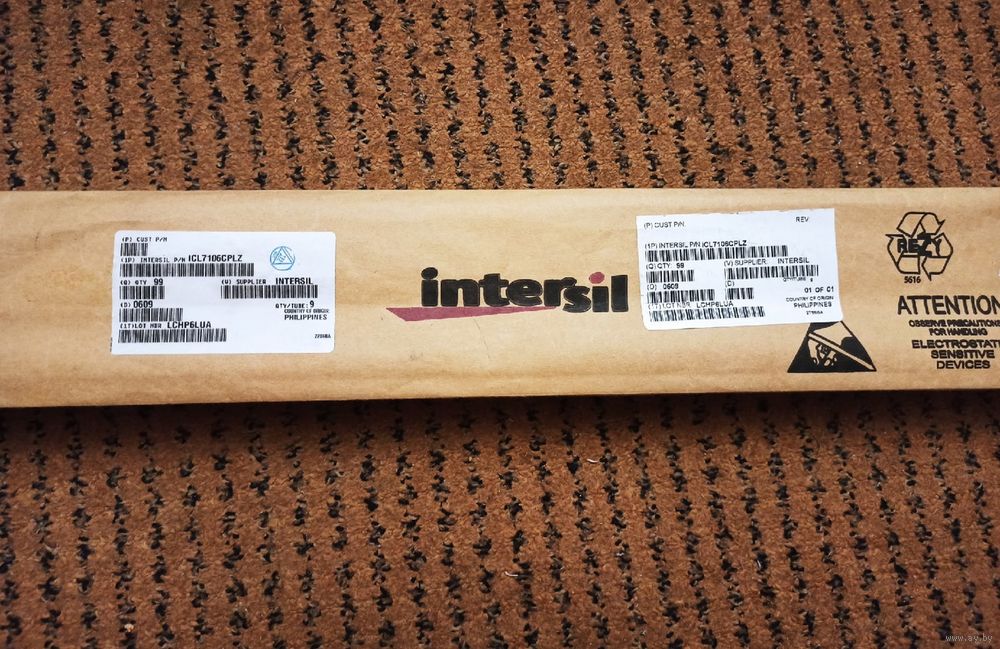 (P) CUST P/N
(1P) INTERSIL P/N ICL7106CPLZ
(Q) QTY 99
(V) SUPPLIER INTERSIL
(D) 0609
QTY/TUBE: 9
COUNTRY OF ORIGIN
PHILIPPINES
(1T)LOT NBR LCHP6LUA
intersil
(P) CUST P/N
REV
(1P) INTERSIL P/N ICL7106CPLZ
(Q) QTY 99
(V) SUPPLIER INTERSIL
(D) 0609
(D)
01 OF 01
COUNTRY OF ORIGIN
PHILIPPINES
(1T)LOT NBR LCHP6LUA
REZY
5616
ATTENTION
OBSERVE PRECAUTIONS
FOR HANDLING
ELECTROSTATI
SENSITIVE
DEVICES
www.ay.by